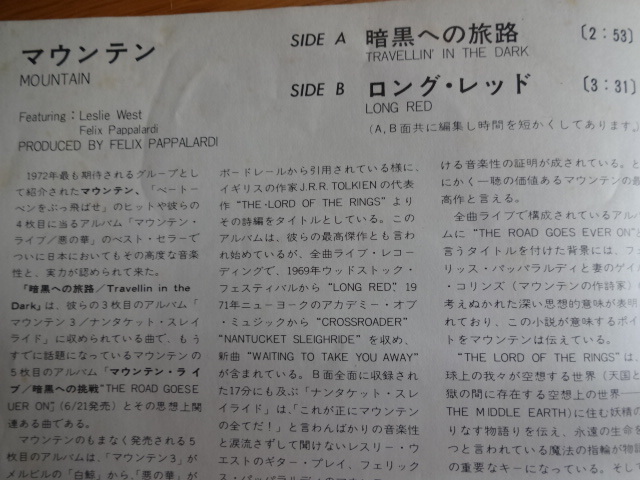 マウンテン
MOUNTAIN
Featuring: Leslie West
Felix Pappalardi
PRODUCED BY FELIX PAPPALARDI
SIDE A 暗黒への旅路 〔2:53〕
TRAVELLIN' IN THE DARK
SIDE B ロング・レッド 〔3:31〕
LONG RED
(A,B面共に編集し時間を短かくしてあります。
1972年最も期待されるグループとし
て紹介されたマウンテン、「ベートー
ベンをぶっ飛ばせ」のヒットや彼らの
4枚目に当るアルバム「マウンテン・
ライブ/悪の華」のベスト・セラーで
ついに日本においてもその高度な音楽
性と、実力が認められて来た。
「暗黒への旅路/Travellin in the
Dark」は、彼らの3枚目のアルバム「
マウンテン3/ナンタケット・スレイ
ライド」に収められている曲で、もう
すでに話題になっているマウンテンの
5枚目のアルバム「マウンテン・ライ
ブ/暗黒への挑戦"THE ROAD GOESE
UER ON"」(6/21発売)とその思想上関
連ある曲である。
マウンテンのもまなく発売される5
枚目のアルバムは、「マウンテン3」が
メルビルの「白鯨」から、「悪の華」が
ボードレールから引用されている様に、
イギリスの作家J.R.R. TOLKIENの代表
作 "THE-LORD OF THE RINGS" より
その詩編をタイトルとしている。この
アルバムは、彼らの最高傑作とも言わ
れ始めているが、全曲ライブ・レコー
ディングで、1969年ウッドストック・
フェスティバルから "LONG RED", 19
71年ニューヨークのアカデミー・オブ
・ミュジックから "CROSSROADER"
"NANTUCKET SLEIGHRIDE" を収め、
新曲 "WAITING TO TAKE YOU AWAY"
が含まれている。B面全面に収録され
た17分にも及ぶ「ナンタケット・スレ
イライド」は、「これが正にマウンテン
の全てだ!」と言わんばかりの音楽性
と涙流さずして聞けないレスリー・ウ
エストのギター・プレイ、フェリック
ス・パッパラルディ
ける音楽性の証明が成されている。と
にかく一聴の価値あるマウンテンの最
高作と言える。
全曲ライブで構成されているアルバ
ムに "THE ROAD GOES EVER ON" と
言うタイトルを付けた背景には、フェ
リッス・パッパラルディと妻のゲイ
・コリンズ(マウンテンの作詩家)
考えぬかれた深い思想的意味が表明
れており、この小説が意味するポイ
トをマウンテンは伝えている。
"THE LORD OF THE RINGS" は、
球上の我々が空想する世界(天国と
獄の間に存在する空想上の世界―
THE MIDDLE EARTH)に住む妖精の
りなす物語りを伝え、永遠の生命を
つと言われている魔法の指輪が物語
の重要なキーになっている。そして